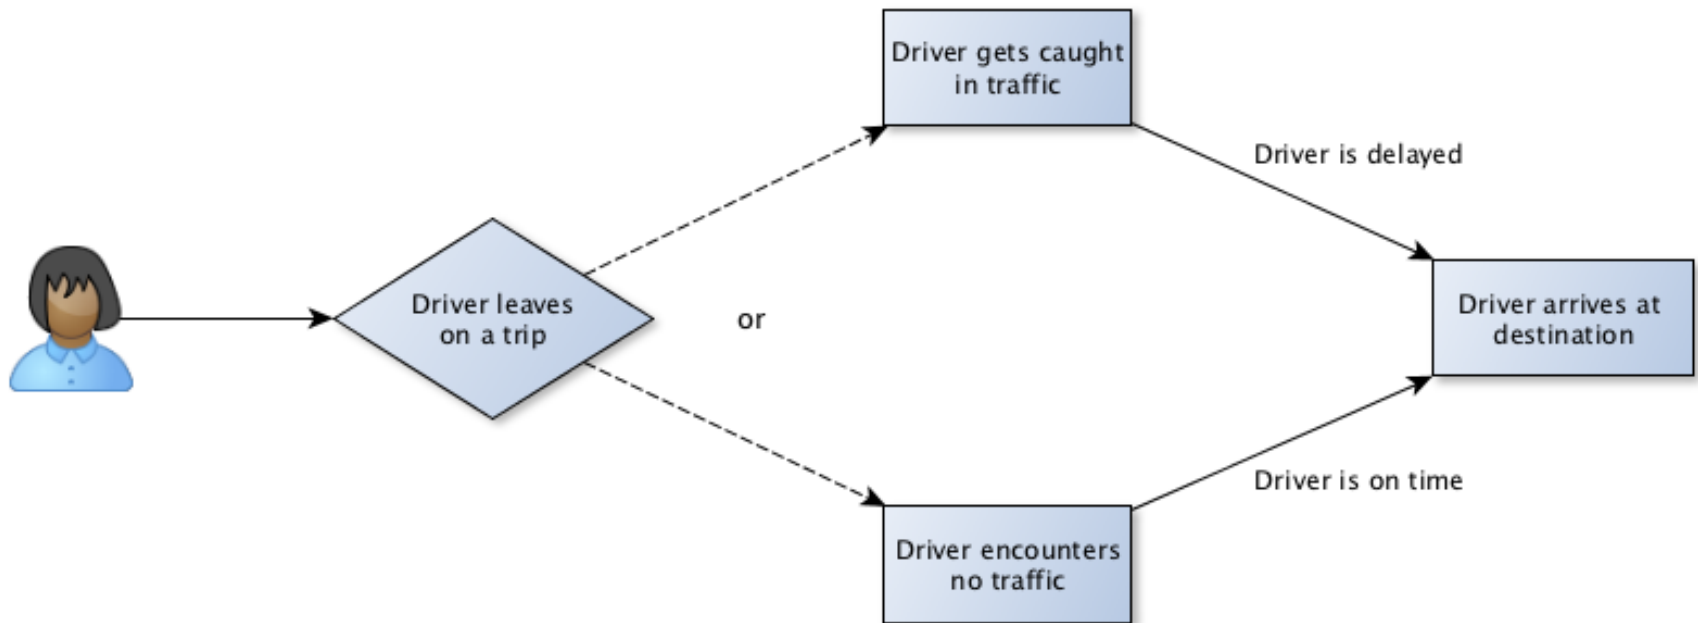 Driver gets caught
in traffic
Driver is delayed
Driver leaves
on a trip
or
Driver arrives at
destination
Driver is on time
Driver encounters
no traffic